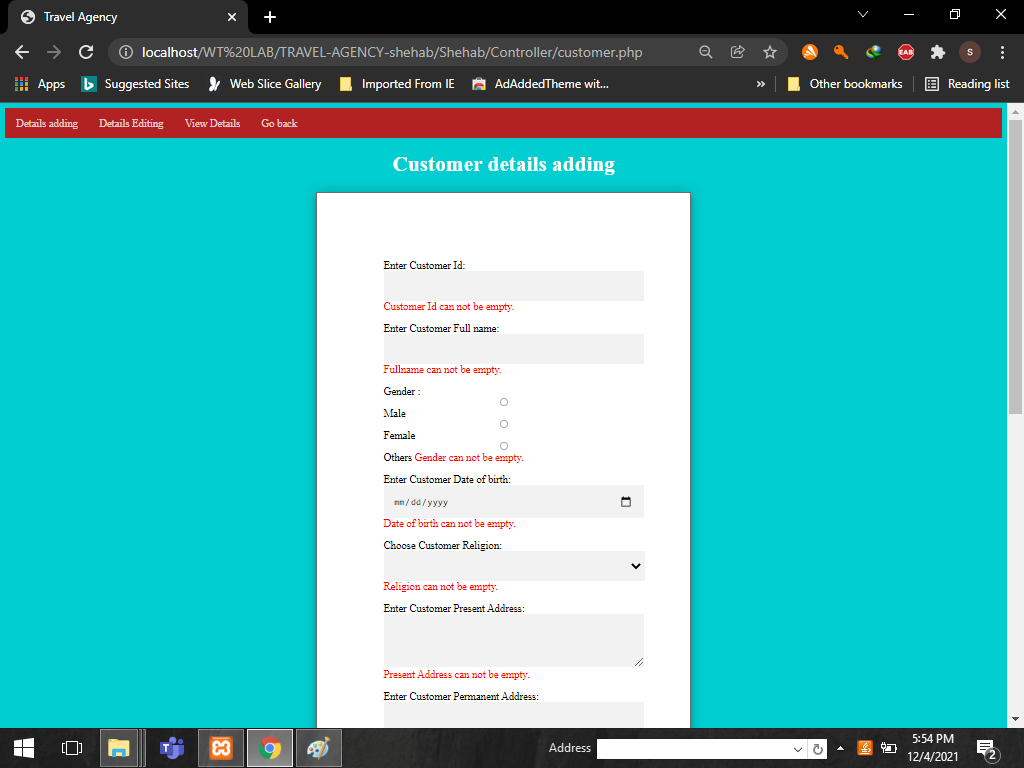 Travel Agency
localhost/WT%20LAB/TRAVEL-AGENCY-shehab/Shehab/Controller/customer.php
EAB
S
Apps
b
Suggested Sites
Web Slice Gallery
Imported From IE
AdAddedTheme wit...
»
Other bookmarks
Reading list
Details adding
Details Editing
View Details
Go back
Customer details adding
Enter Customer Id:
Customer Id can not be empty.
Enter Customer Full name:
Fullname can not be empty.
Gender :
Male
Female
Others Gender can not be empty.
Enter Customer Date of birth:
mm/dd/yyyy
Date of birth can not be empty.
Choose Customer Religion:
Religion can not be empty.
Enter Customer Present Address:
Present Address can not be empty.
Enter Customer Permanent Address:
Address
5:54 PM
12/4/2021
2